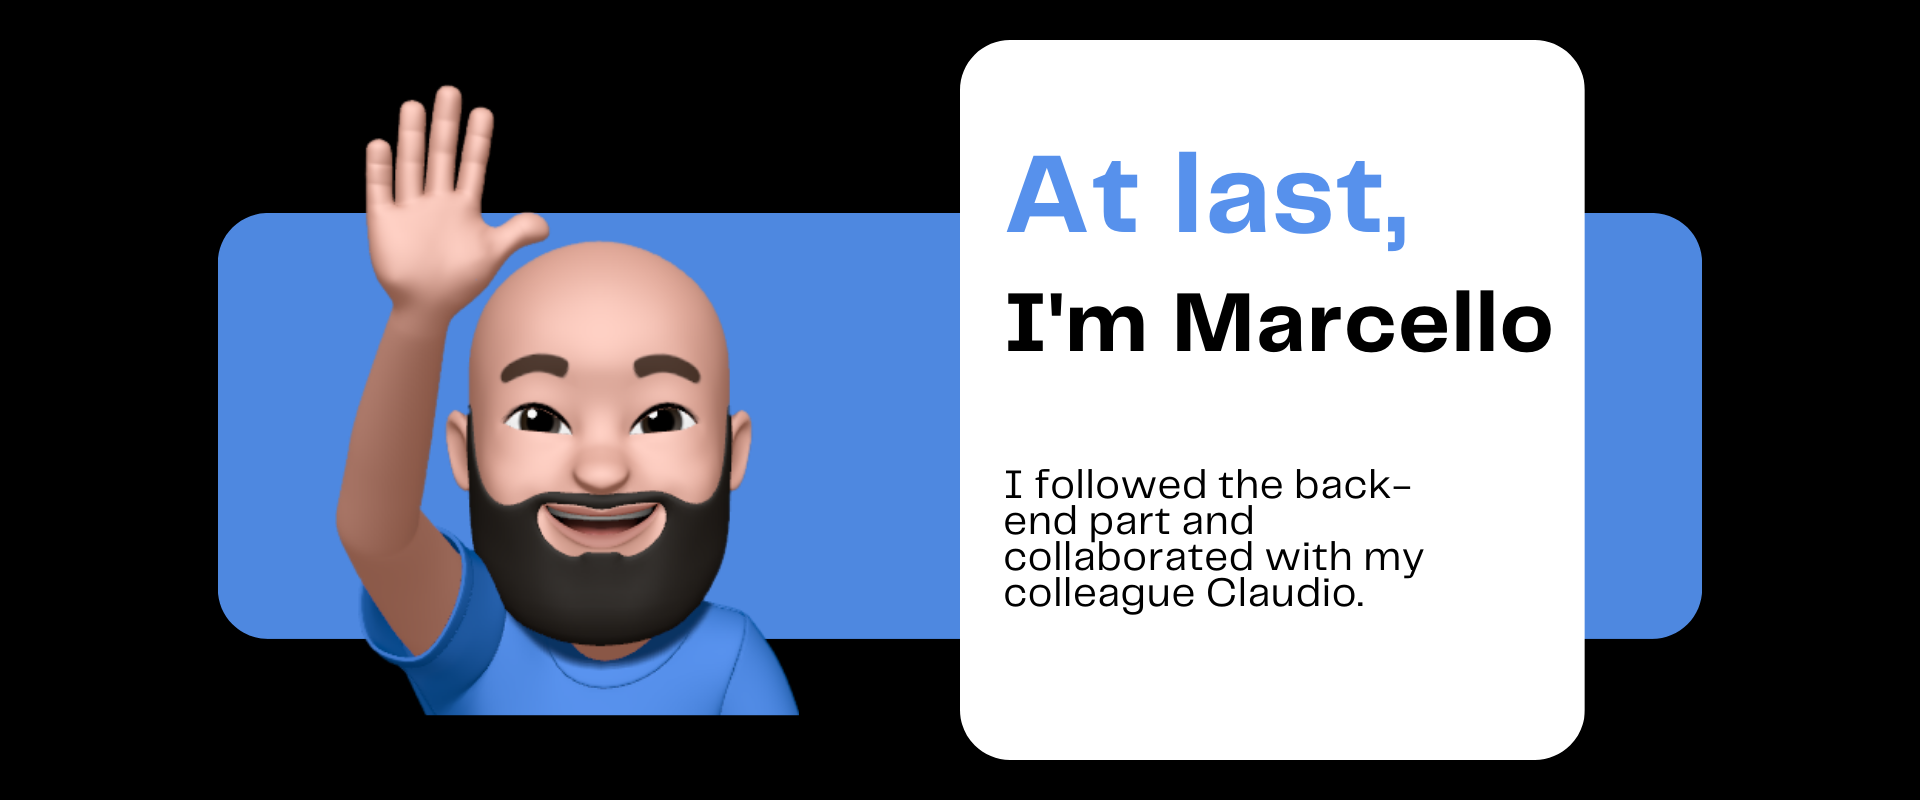 At last,
I'm Marcello
I followed the back-
end part and
collaborated with my
colleague Claudio.